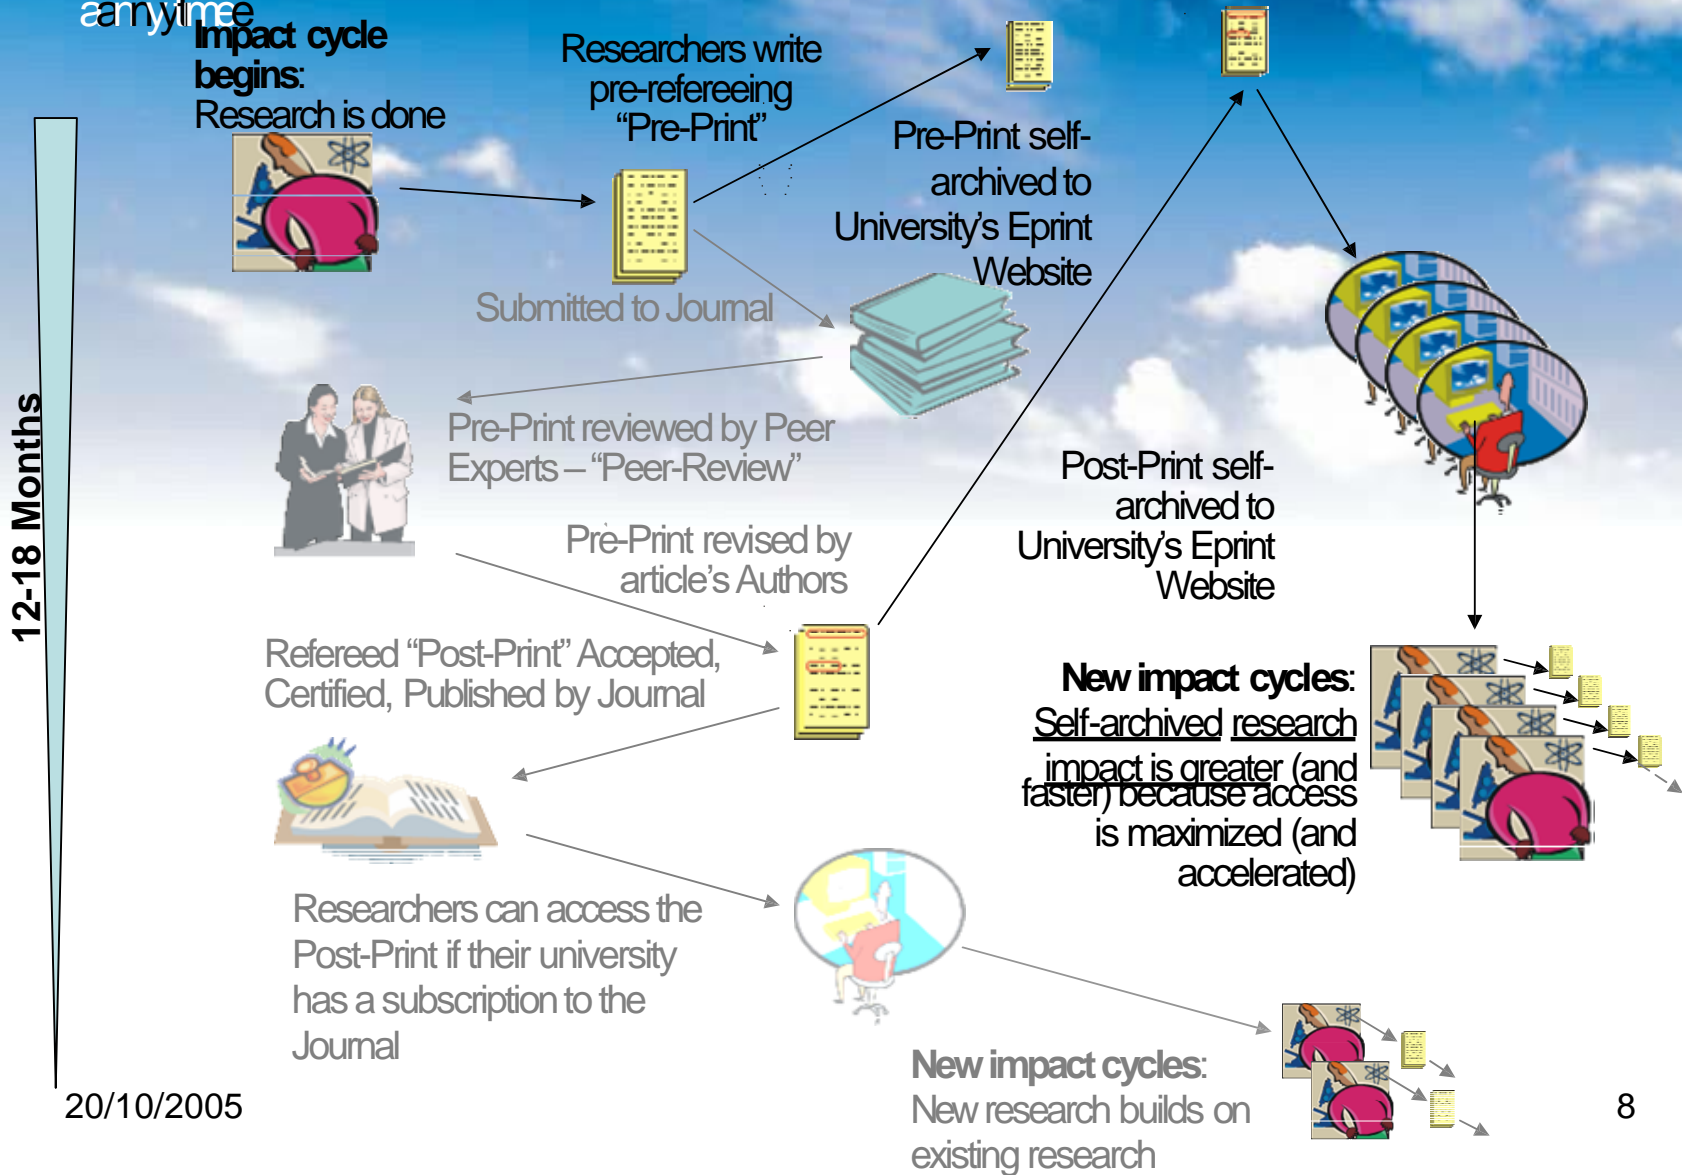 anytime
Impact cycle
begins:
Research is done
Researchers write
pre-refereeing
“Pre-Print”
Pre-Print self-
archived to
University’s Eprint
Website
Submitted to Journal
12-18 Months
Pre-Print reviewed by Peer
Experts – “Peer-Review”
Pre-Print revised by
article’s Authors
Post-Print self-
archived to
University’s Eprint
Website
Refereed “Post-Print” Accepted,
Certified, Published by Journal
New impact cycles:
Self-archived research
impact is greater (and
faster) because access
is maximized (and
accelerated)
Researchers can access the
Post-Print if their university
has a subscription to the
Journal
New impact cycles:
New research builds on
existing research
20/10/2005
8